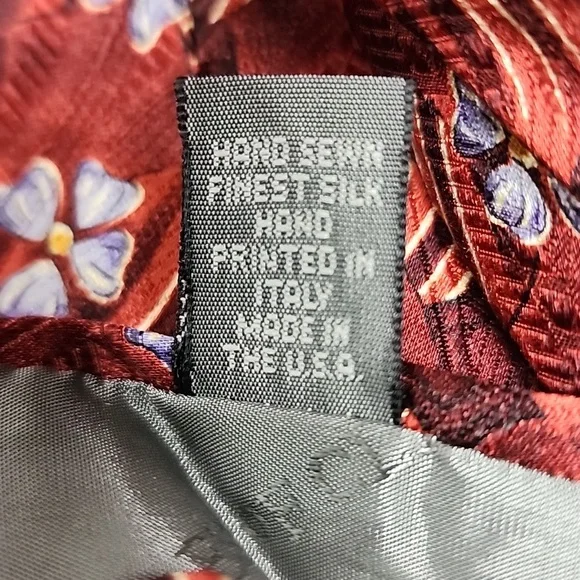 HAND SEWN
FINEST SILK
HAND
PRINTED IN
ITALY
MADE IN
THE U.S.A.